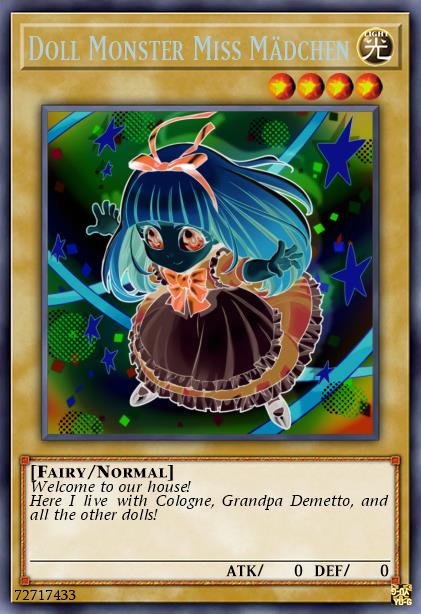 Doll Monster Miss Mädchen
LIGHT
光
[Fairy/Normal]
Welcome to our house!
Here I live with Cologne, Grandpa Demetto, and
all the other dolls!
ATK/ 0 DEF/ 0
72717433